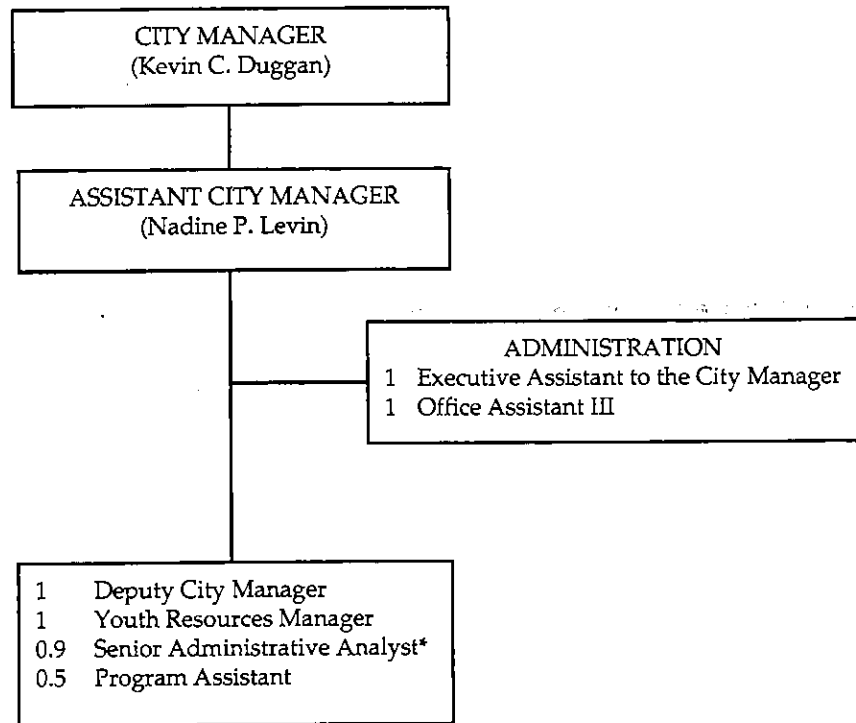 CITY MANAGER
(Kevin C. Duggan)
ASSISTANT CITY MANAGER
(Nadine P. Levin)
ADMINISTRATION
1 Executive Assistant to the City Manager
1 Office Assistant III
1 Deputy City Manager
1 Youth Resources Manager
0.9 Senior Administrative Analyst*
0.5 Program Assistant